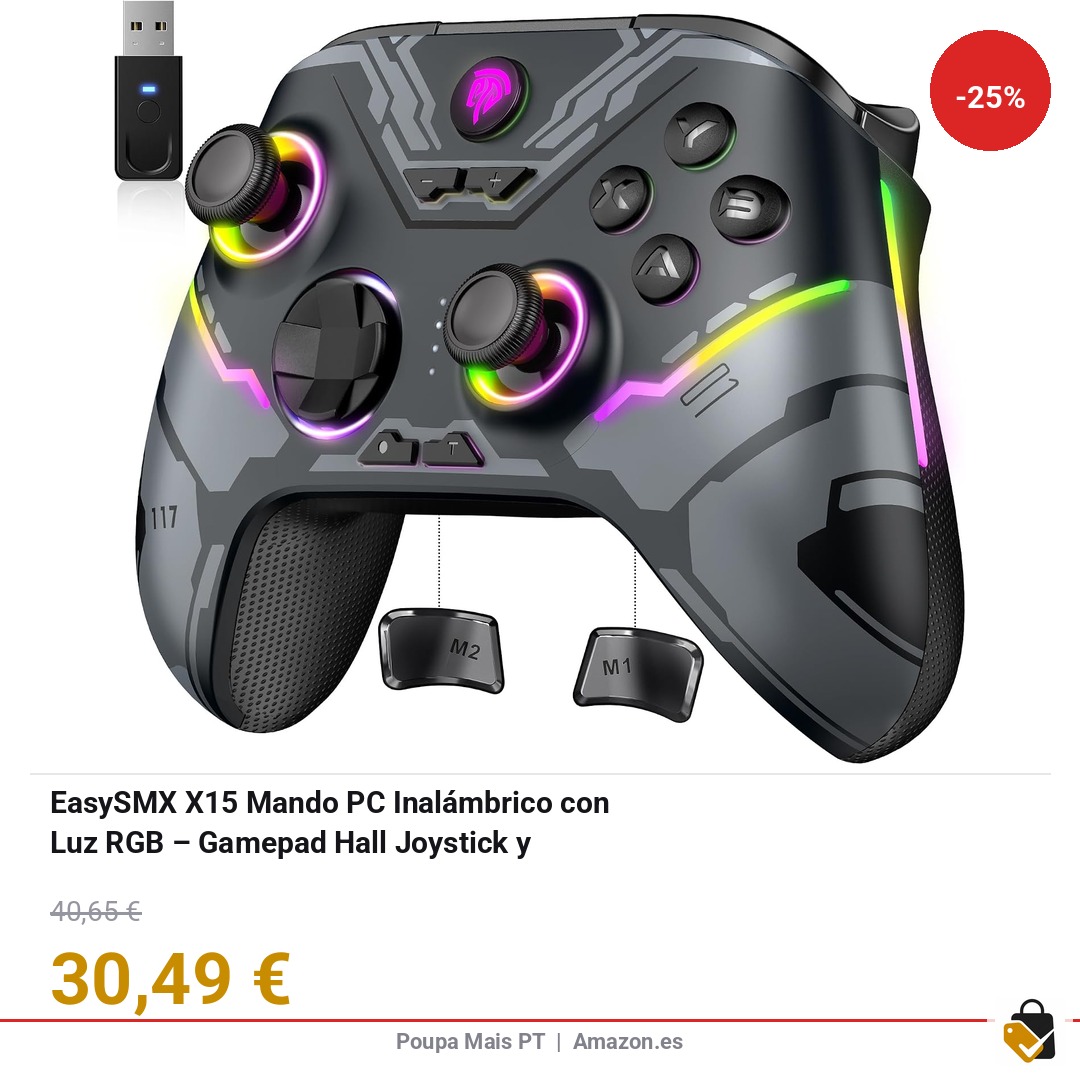 -25%
Y
X
B
A
T
117
M2
M1
EasySMX X15 Mando PC Inalámbrico con
Luz RGB – Gamepad Hall Joystick y
40,65 €
30,49 €
Poupa Mais PT | Amazon.es